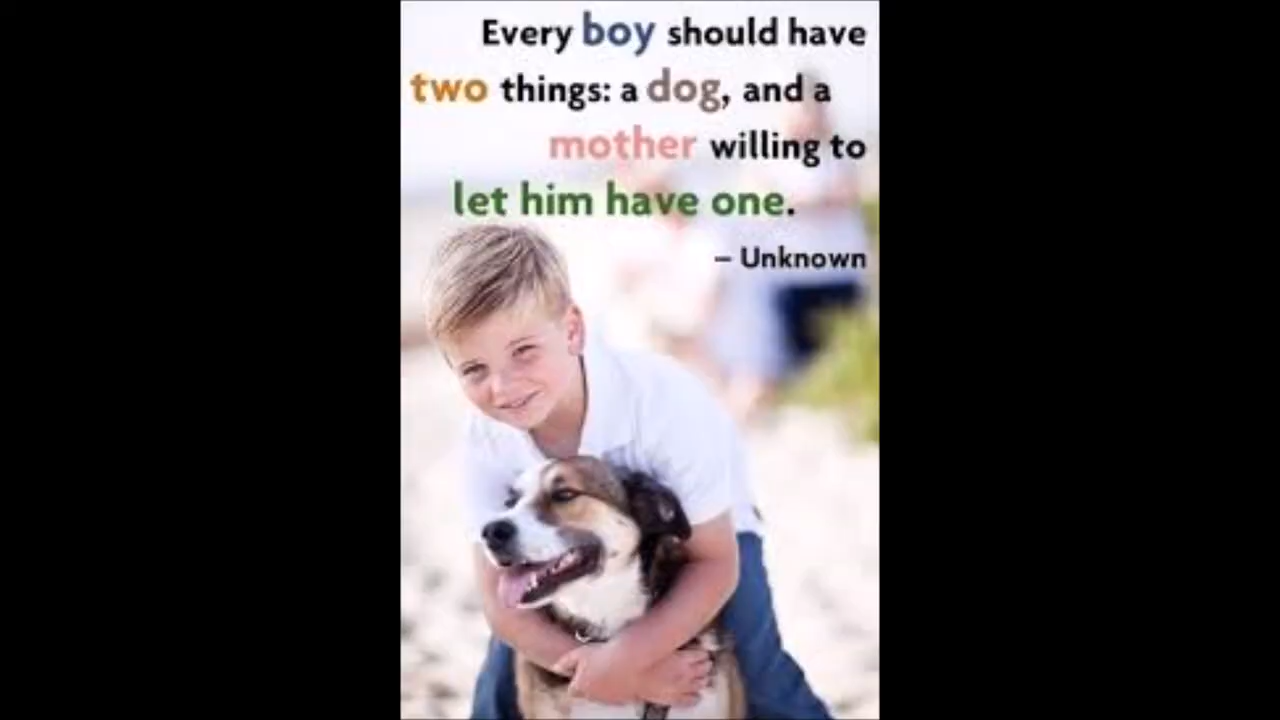 Every boy should have
two things: a dog, and a
mother willing to
let him have one.
– Unknown